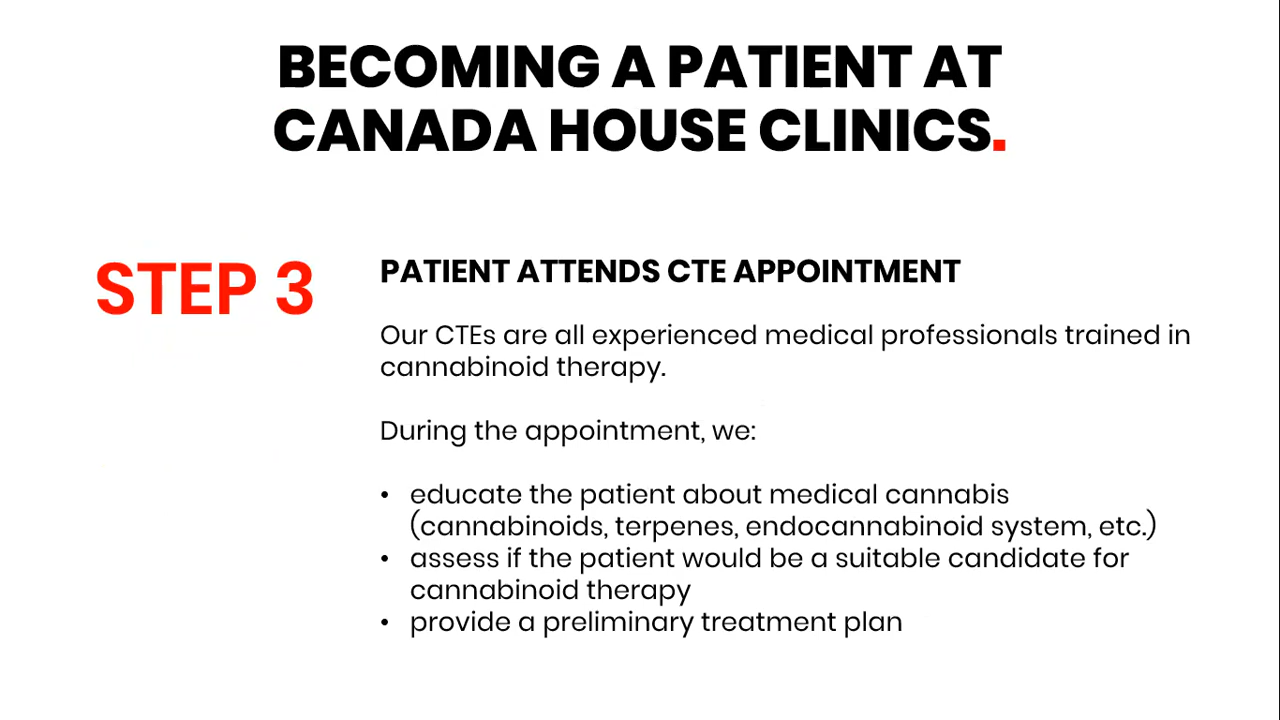 BECOMING A PATIENT AT
CANADA HOUSE CLINICS.
STEP 3
PATIENT ATTENDS CTE APPOINTMENT
Our CTEs are all experienced medical professionals trained in
cannabinoid therapy.
During the appointment, we:
• educate the patient about medical cannabis
(cannabinoids, terpenes, endocannabinoid system, etc.)
• assess if the patient would be a suitable candidate for
cannabinoid therapy
• provide a preliminary treatment plan